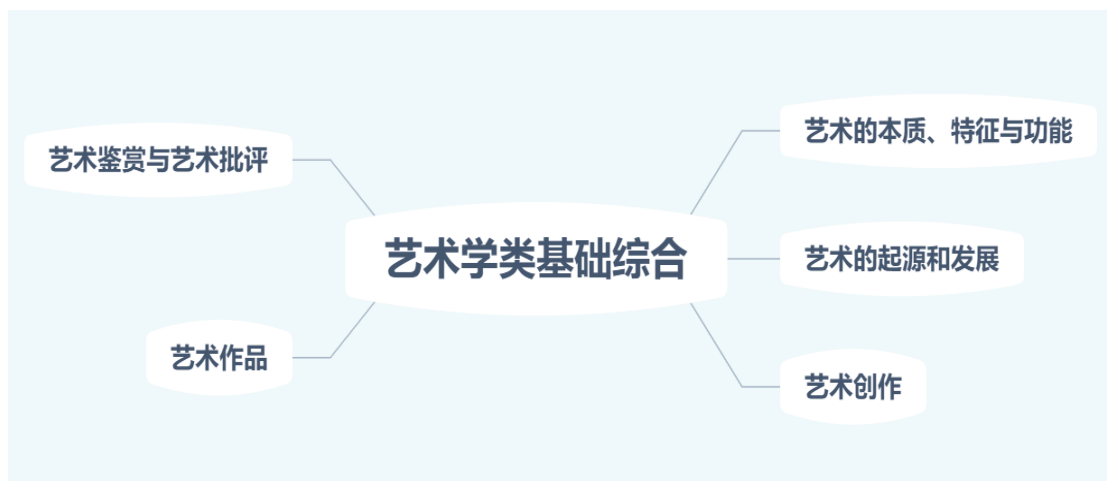 艺术学类基础综合
艺术的本质、特征与功能
艺术的起源和发展
艺术创作
艺术作品
艺术鉴赏与艺术批评